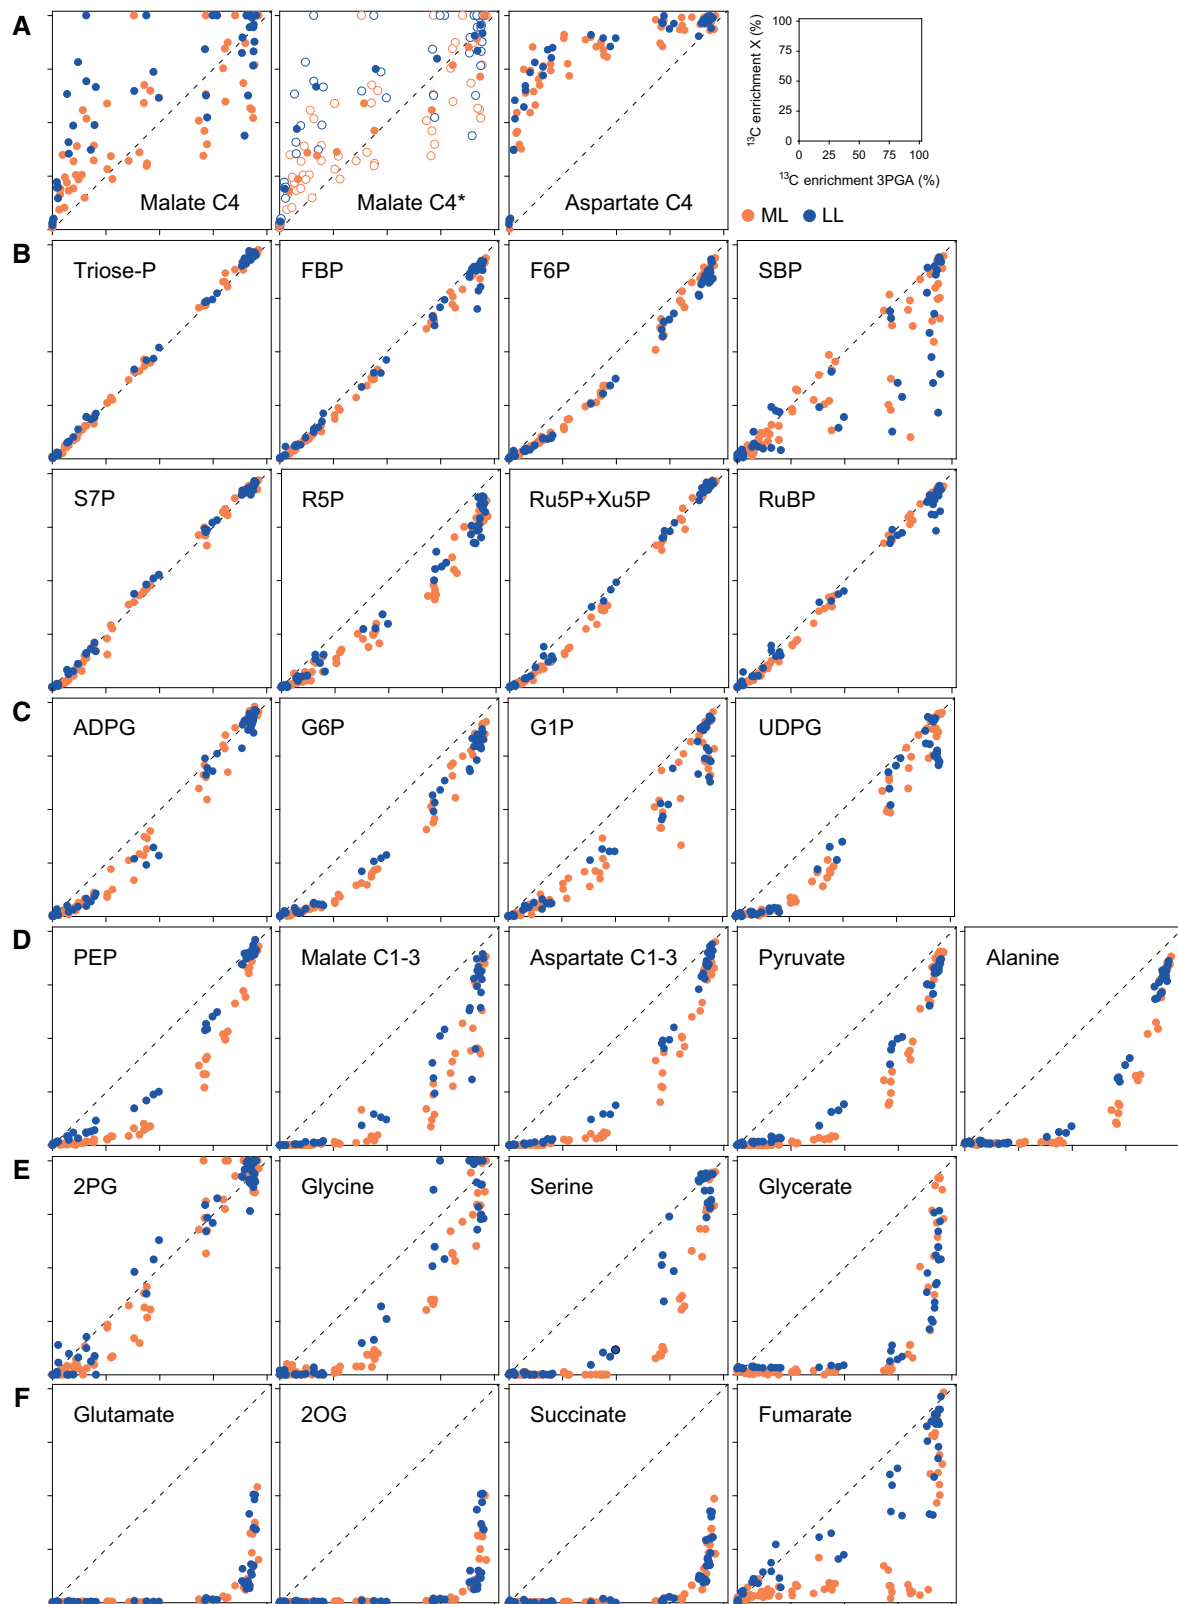 A
Malate C4
Malate C4*
Aspartate C4
13C enrichment X (%)
100
75
50
25
0
0 25 50 75 100
13C enrichment 3PGA (%)
ML LL
B
Triose-P
FBP
F6P
SBP
S7P
R5P
Ru5P+Xu5P
RuBP
C
ADPG
G6P
G1P
UDPG
D
PEP
Malate C1-3
Aspartate C1-3
Pyruvate
Alanine
E
2PG
Glycine
Serine
Glycerate
F
Glutamate
2OG
Succinate
Fumarate